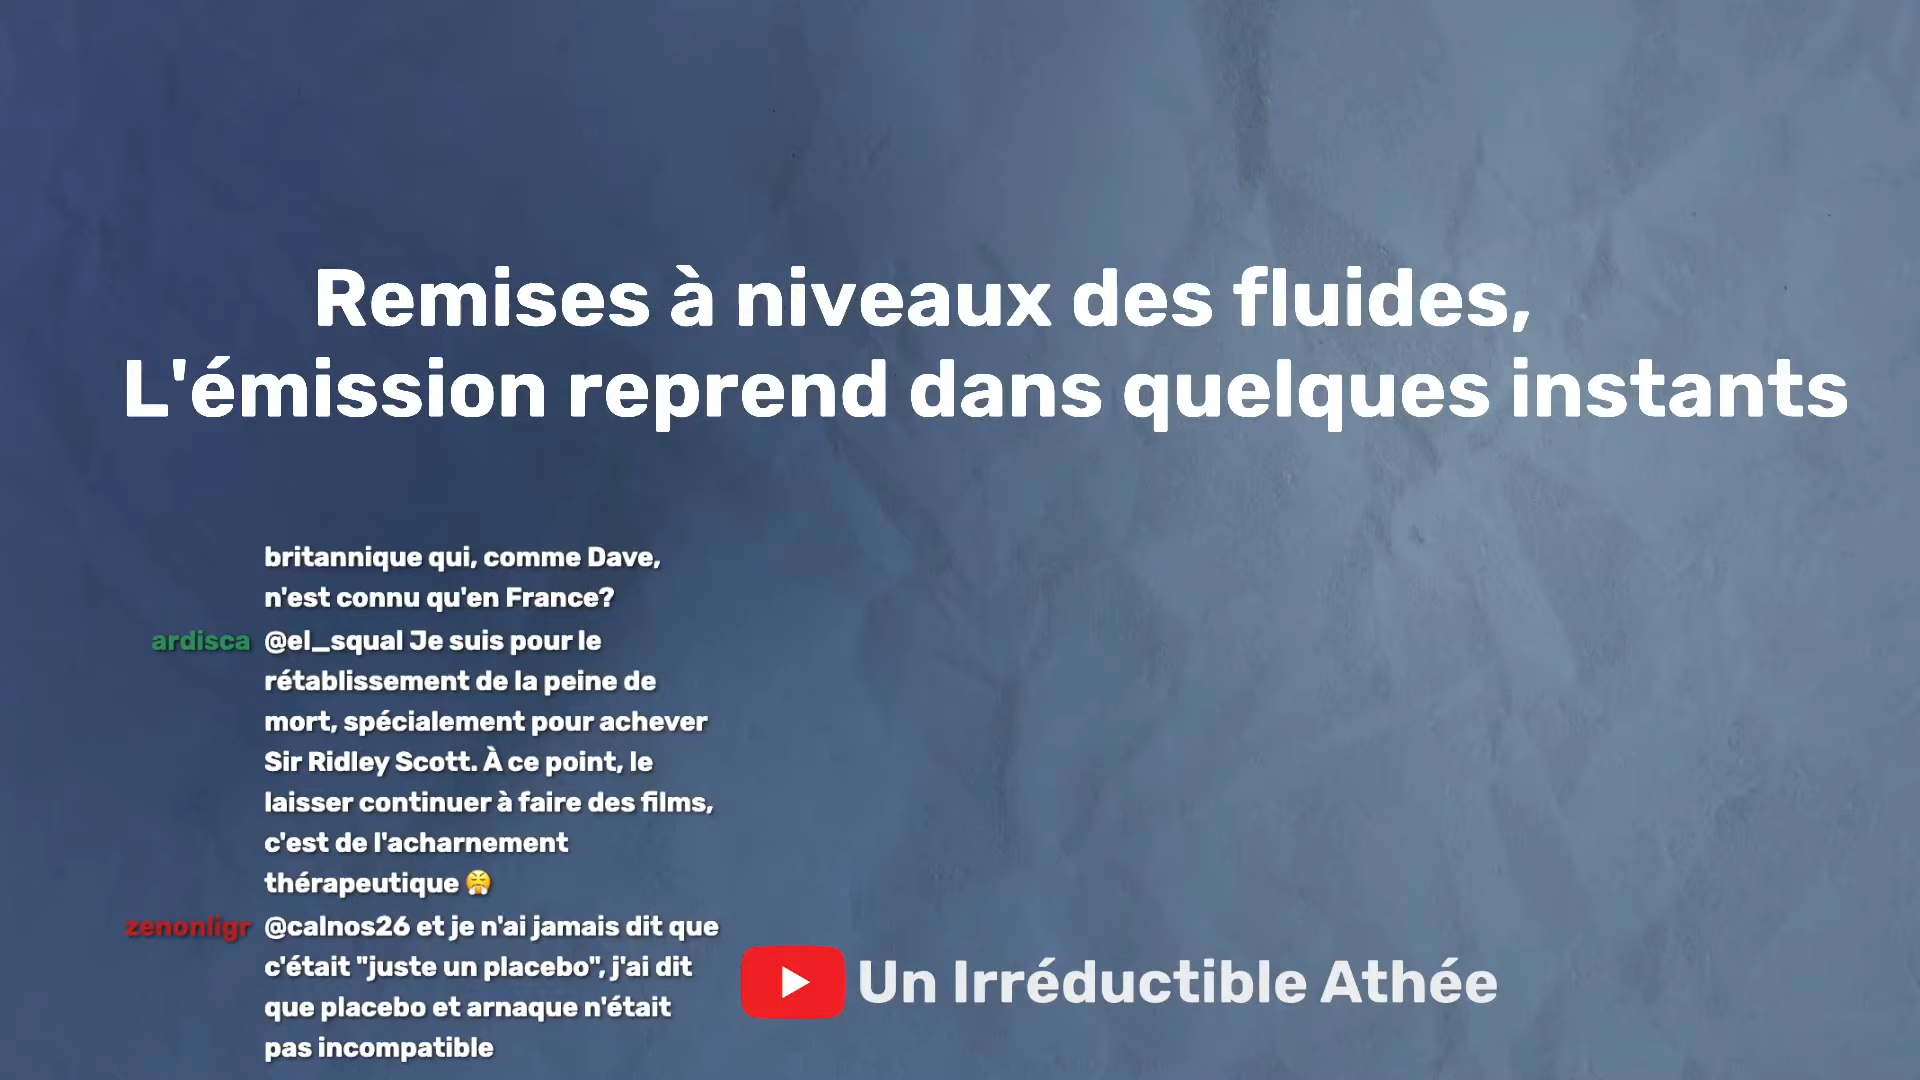 Remises à niveaux des fluides,
L'émission reprend dans quelques instants
britannique qui, comme Dave,
n'est connu qu'en France?
ardisca @el_squal Je suis pour le
rétablissement de la peine de
mort, spécialement pour achever
Sir Ridley Scott. À ce point, le
laisser continuer à faire des films,
c'est de l'acharnement
thérapeutique 😤
zenonligr @calnos26 et je n'ai jamais dit que
c'était "juste un placebo", j'ai dit
que placebo et arnaque n'était
pas incompatible
Un Irréductible Athée